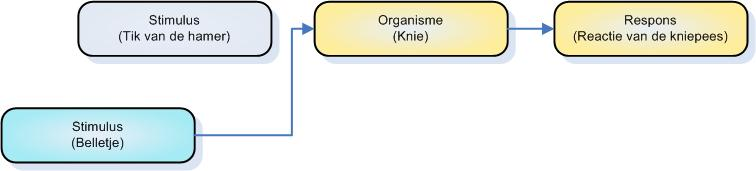 Stimulus
(Tik van de hamer)
Organisme
(Knie)
Respons
(Reactie van de kniepees)
Stimulus
(Belletje)